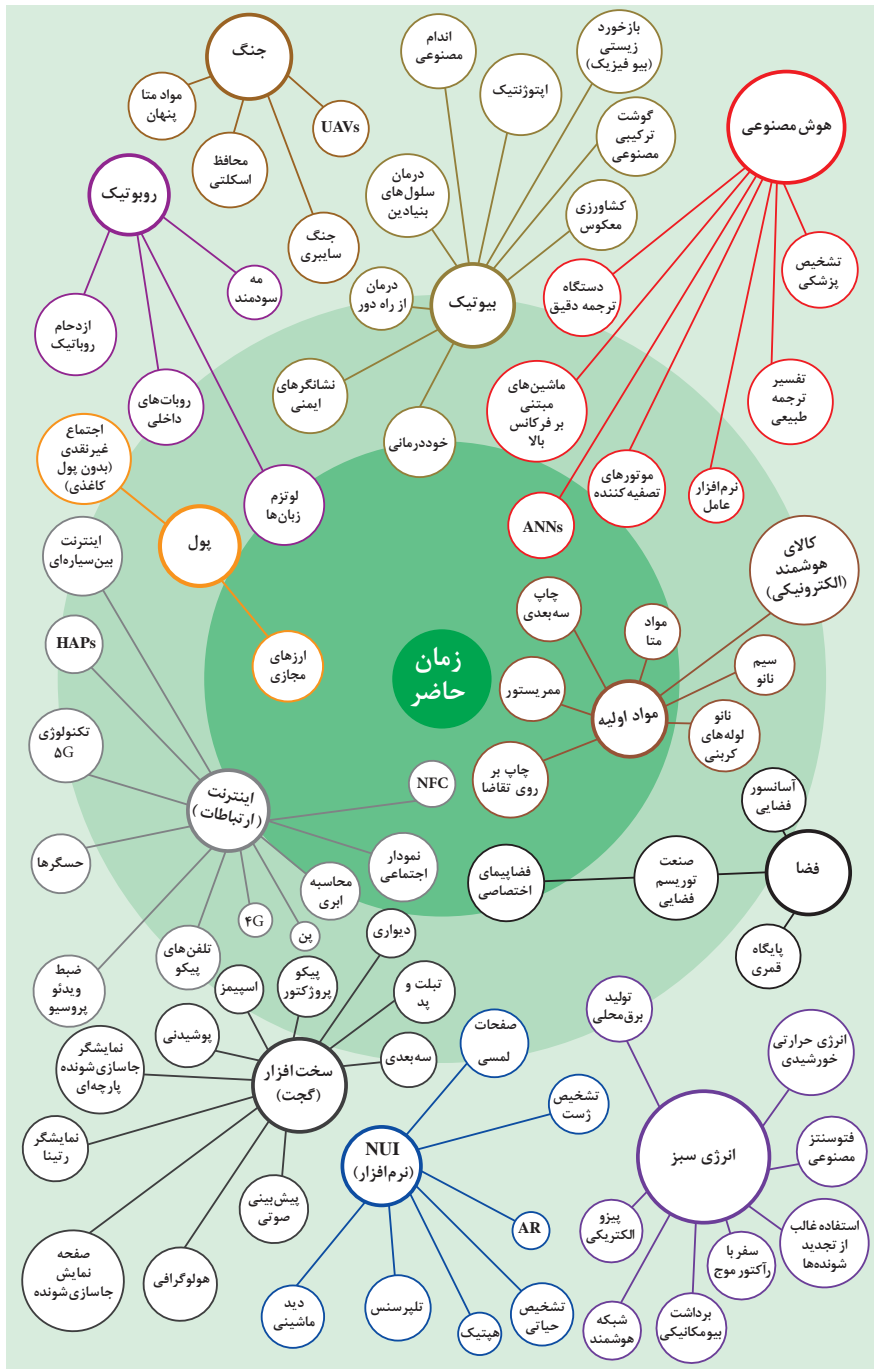 جنگ
مواد متا
پنهان
محافظ
اسکلتی
جنگ
سایبری
UAVs
روبوتیک
ازدحام
روباتیک
روبات‌های
داخلی
لوتزم
زبان‌ها
مه
سودمند
بیوتیک
اندام
مصنوعی
اپتوژنتیک
بازخورد
زیستی
(بیو فیزیک)
گوشت
ترکیبی
مصنوعی
کشاورزی
معکوس
درمان
سلول‌های
بنیادین
درمان
از راه دور
نشانگرهای
ایمنی
خوددرمانی
هوش مصنوعی
تشخیص
پزشکی
تفسیر
ترجمه
طبیعی
نرم‌افزار
عامل
موتورهای
تصفیه‌کننده
ANNs
ماشین‌های
مبتنی
بر فرکانس
بالا
دستگاه
ترجمه دقیق
پول
اجتماع
غیرنقدی
(بدون پول
کاغذی)
ارزهای
مجازی
زمان
حاضر
مواد اولیه
کالای
هوشمند
(الکترونیکی)
سیم
نانو
نانو
لوله‌های
کربنی
مواد
متا
چاپ
سه‌بعدی
ممریستور
چاپ بر
روی تقاضا
فضا
آسانسور
فضایی
صنعت
توریسم
فضایی
فضاپیمای
اختصاصی
پایگاه
قمری
اینترنت
(ارتباطات)
اینترنت
بین‌سیاره‌ای
HAPs
تکنولوژی
۵G
حسگرها
ضبط
ویدئو
پروسیو
تلفن‌های
پیکو
۴G
پن
محاسبه
ابری
نمودار
اجتماعی
NFC
سخت‌افزار
(گجت)
دیواری
تبلت و
پد
سه‌بعدی
پیکو
پروژکتور
اسپیمز
پوشیدنی
نمایشگر
جاسازی‌شونده
پارچه‌ای
نمایشگر
رتینا
صفحه
نمایش
جاسازی‌شونده
هولوگرافی
پیش‌بینی
صوتی
NUI
(نرم‌افزار)
صفحات
لمسی
تشخیص
ژست
AR
تشخیص
حیاتی
هپتیک
تلپرسنس
دید
ماشینی
انرژی سبز
تولید
برق‌محلی
انرژی حرارتی
خورشیدی
فتوسنتز
مصنوعی
استفاده غالب
از تجدید
شونده‌ها
سفر با
رآکتور موج
برداشت
بیومکانیکی
شبکه
هوشمند
پیزو
الکتریکی